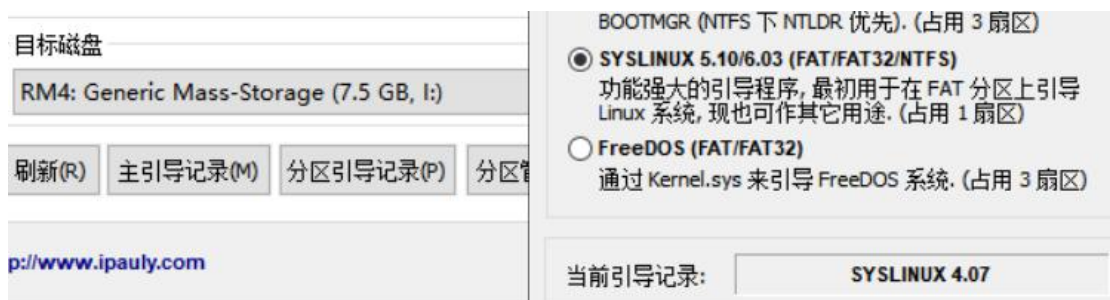 目标磁盘
RM4: Generic Mass-Storage (7.5 GB, I:)
刷新(R)
主引导记录(M)
分区引导记录(P)
分区
p://www.ipauly.com
BOOTMGR (NTFS 下 NTLDR 优先). (占用 3 扇区)
SYSLINUX 5.10/6.03 (FAT/FAT32/NTFS)
功能强大的引导程序, 最初用于在 FAT 分区上引导
Linux 系统, 现也可作其它用途. (占用 1 扇区)
FreeDOS (FAT/FAT32)
通过 Kernel.sys 来引导 FreeDOS 系统. (占用 3 扇区)
当前引导记录:
SYSLINUX 4.07